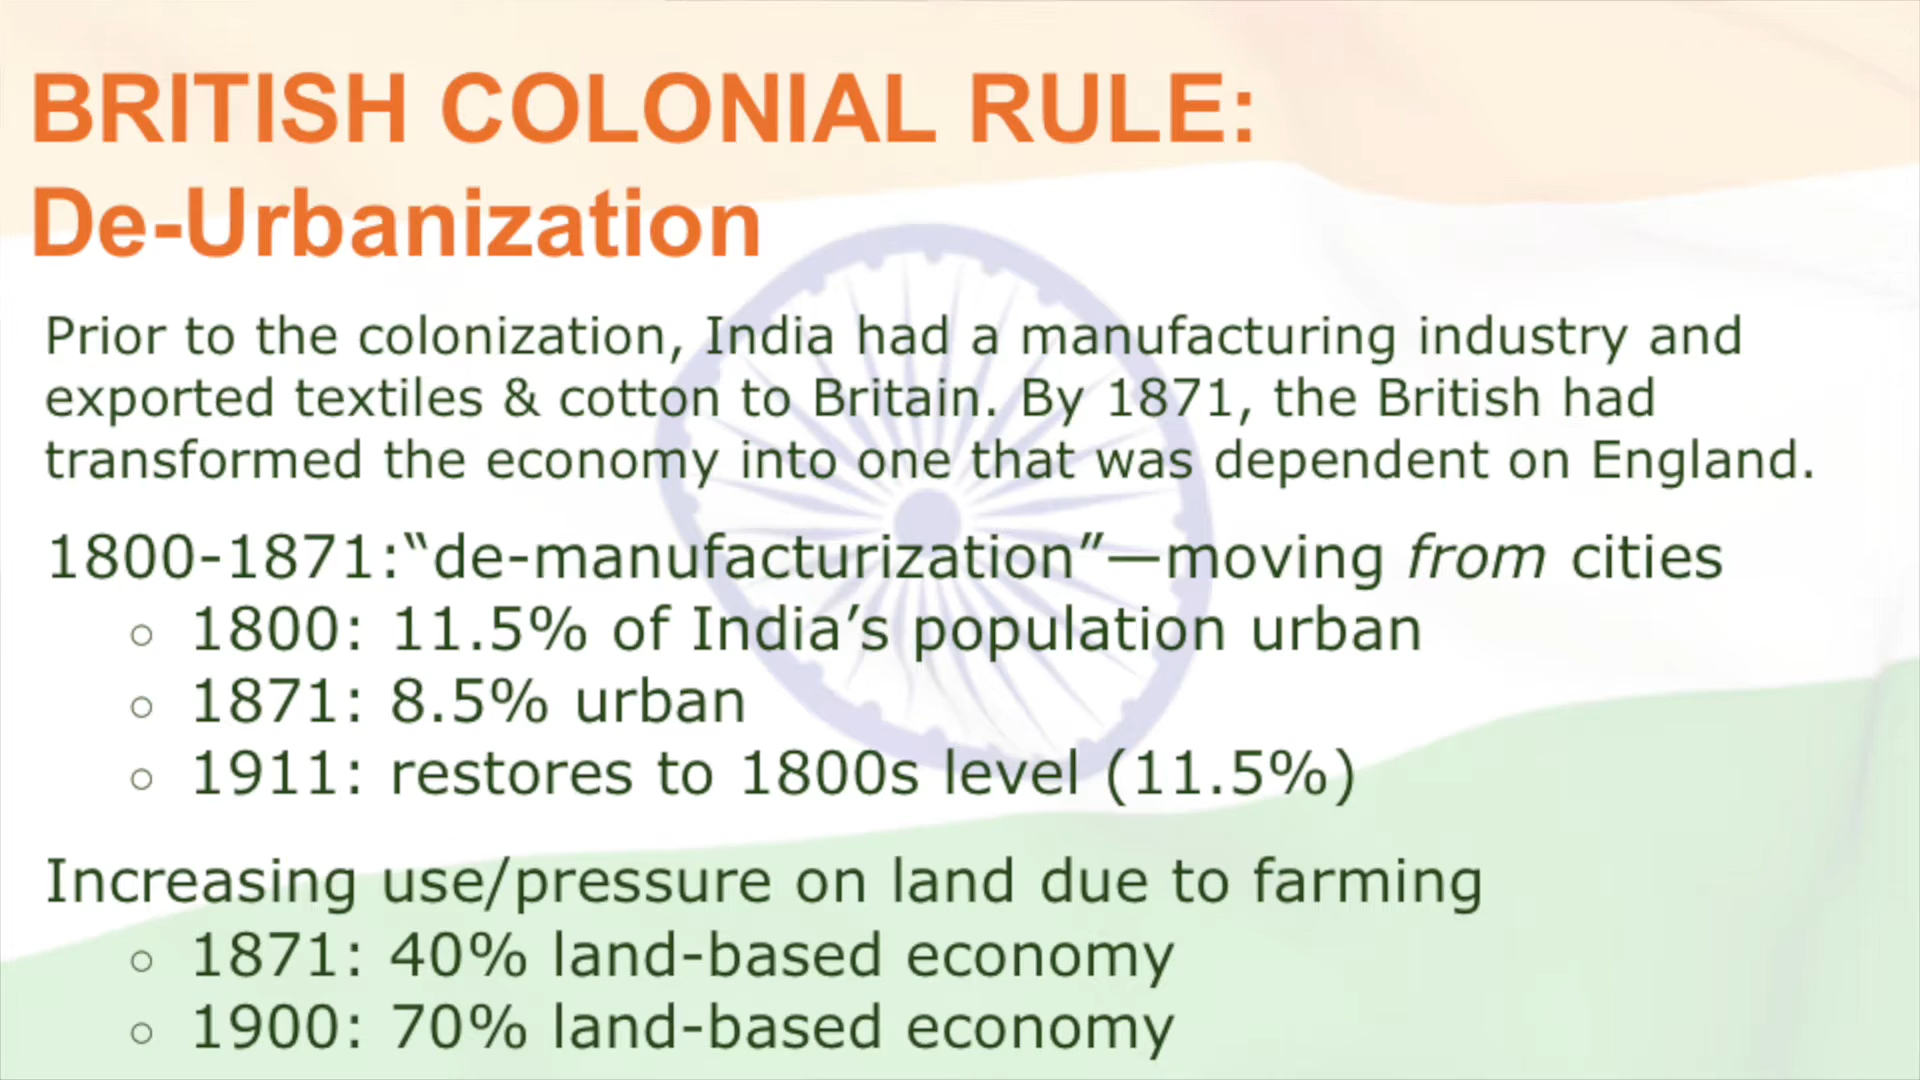 BRITISH COLONIAL RULE:
De-Urbanization
Prior to the colonization, India had a manufacturing industry and
exported textiles & cotton to Britain. By 1871, the British had
transformed the economy into one that was dependent on England.
1800-1871:“de-manufacturization”—moving from cities
○ 1800: 11.5% of India’s population urban
○ 1871: 8.5% urban
○ 1911: restores to 1800s level (11.5%)
Increasing use/pressure on land due to farming
○ 1871: 40% land-based economy
○ 1900: 70% land-based economy